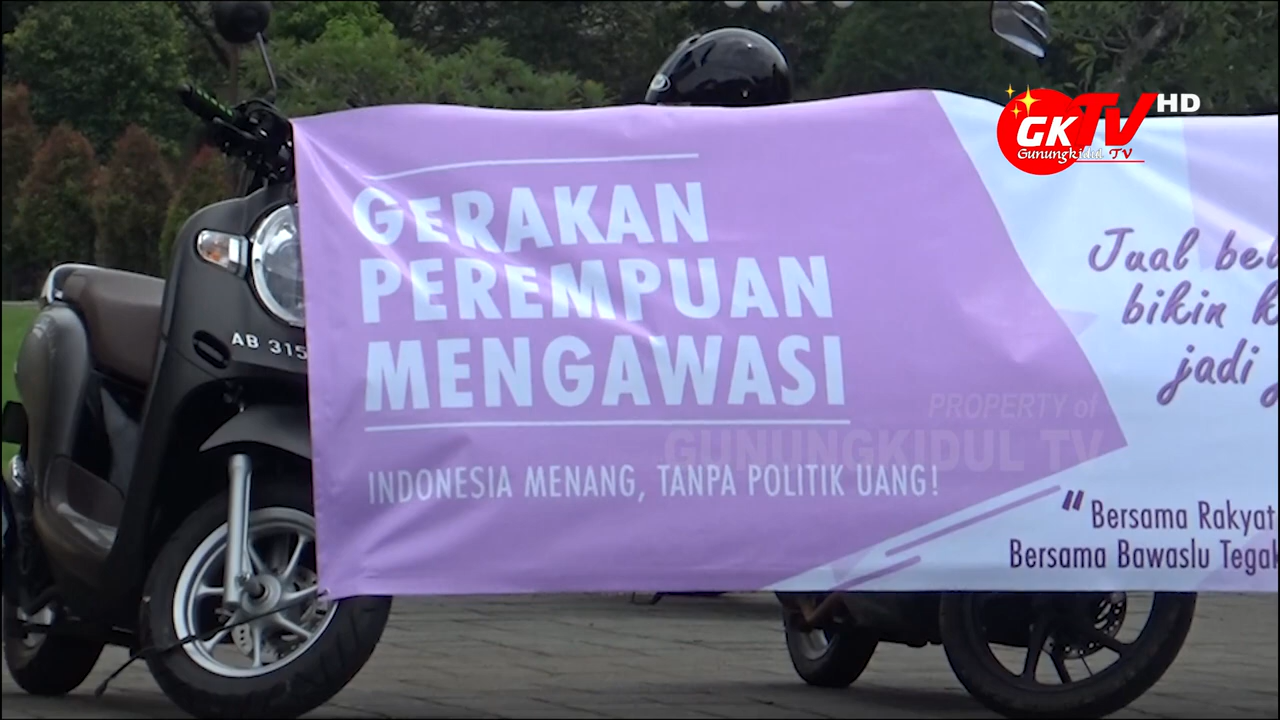 GKTV HD
Gunungkidul TV
GERAKAN
PEREMPUAN
MENGAWASI
INDONESIA MENANG, TANPA POLITIK UANG!
Jual
bikin
jadi
"Bersama Rakyat
Bersama Bawaslu
AB 315
PROPERTY of
GUNUNGKIDUL TV